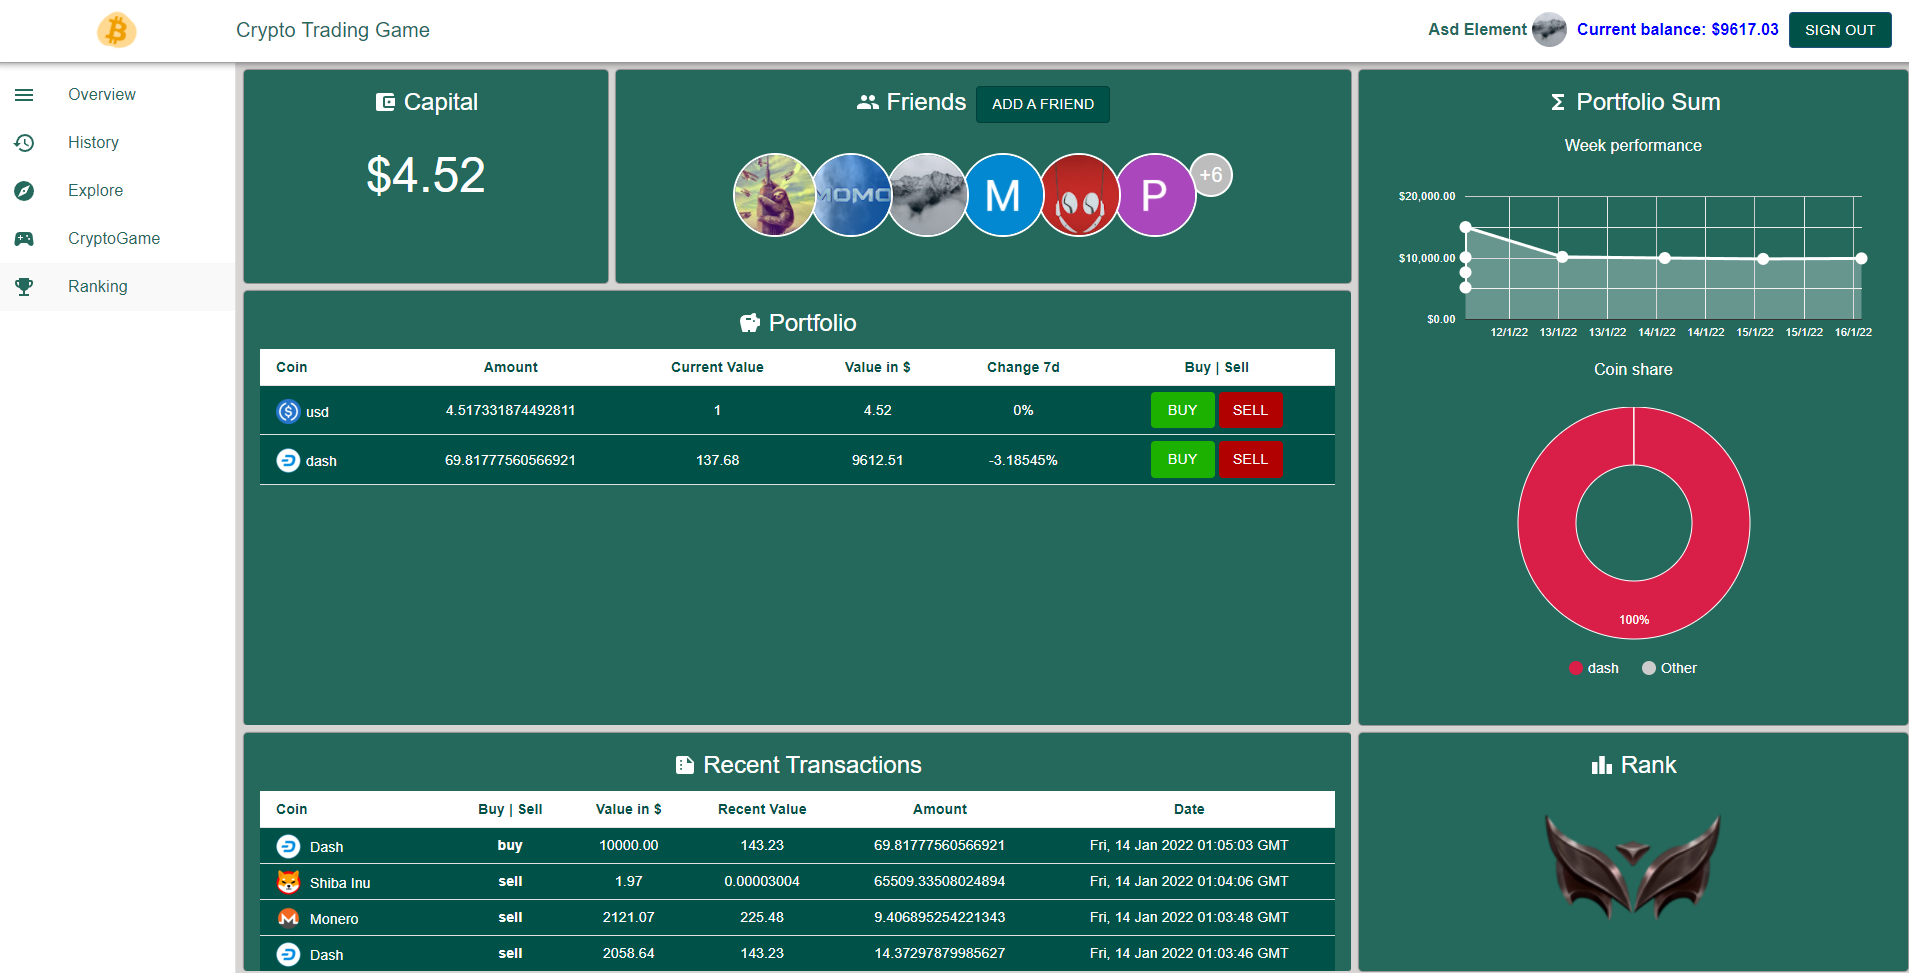 Crypto Trading Game
Asd Element Current balance: $9617.03 SIGN OUT
Overview
History
Explore
CryptoGame
Ranking
Capital
$4.52
Friends ADD A FRIEND
MOMO M P +6
Portfolio Sum
Week performance
$20,000.00
$10,000.00
$0.00
12/1/22 13/1/22 13/1/22 14/1/22 14/1/22 15/1/22 15/1/22 16/1/22
Coin share
100%
dash Other
Portfolio
Coin Amount Current Value Value in $ Change 7d Buy | Sell
usd 4.517331874492811 1 4.52 0% BUY SELL
dash 69.81777560566921 137.68 9612.51 -3.18545% BUY SELL
Recent Transactions
Coin Buy | Sell Value in $ Recent Value Amount Date
Dash buy 10000.00 143.23 69.81777560566921 Fri, 14 Jan 2022 01:05:03 GMT
Shiba Inu sell 1.97 0.00003004 65509.33508024894 Fri, 14 Jan 2022 01:04:06 GMT
Monero sell 2121.07 225.48 9.406895254221343 Fri, 14 Jan 2022 01:03:48 GMT
Dash sell 2058.64 143.23 14.37297879985627 Fri, 14 Jan 2022 01:03:46 GMT
Rank